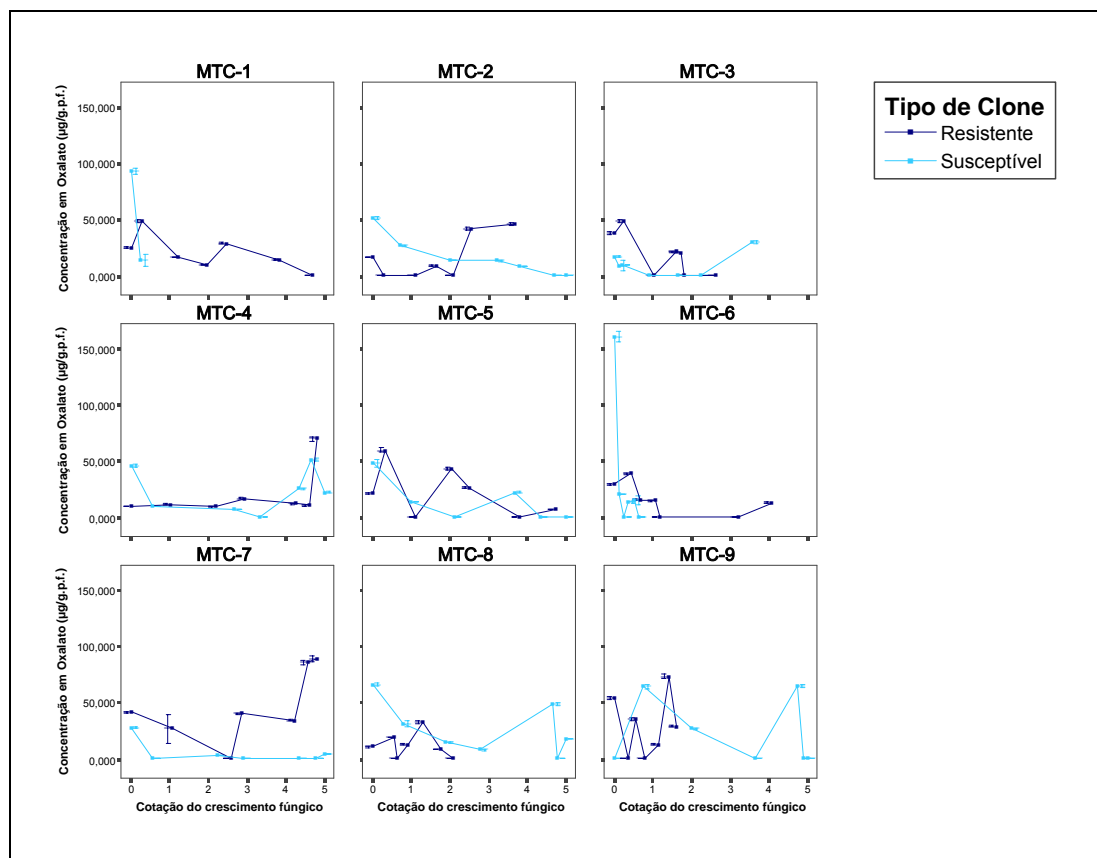 MTC-1
MTC-2
MTC-3
Concentração em Oxalato (µg/g.p.f.)
150,000
100,000
50,000
0,000
MTC-4
MTC-5
MTC-6
Concentração em Oxalato (µg/g.p.f.)
150,000
100,000
50,000
0,000
MTC-7
MTC-8
MTC-9
Concentração em Oxalato (µg/g.p.f.)
150,000
100,000
50,000
0,000
0 1 2 3 4 5
0 1 2 3 4 5
0 1 2 3 4 5
Cotação do crescimento fúngico
Cotação do crescimento fúngico
Cotação do crescimento fúngico
Tipo de Clone
Resistente
Susceptível